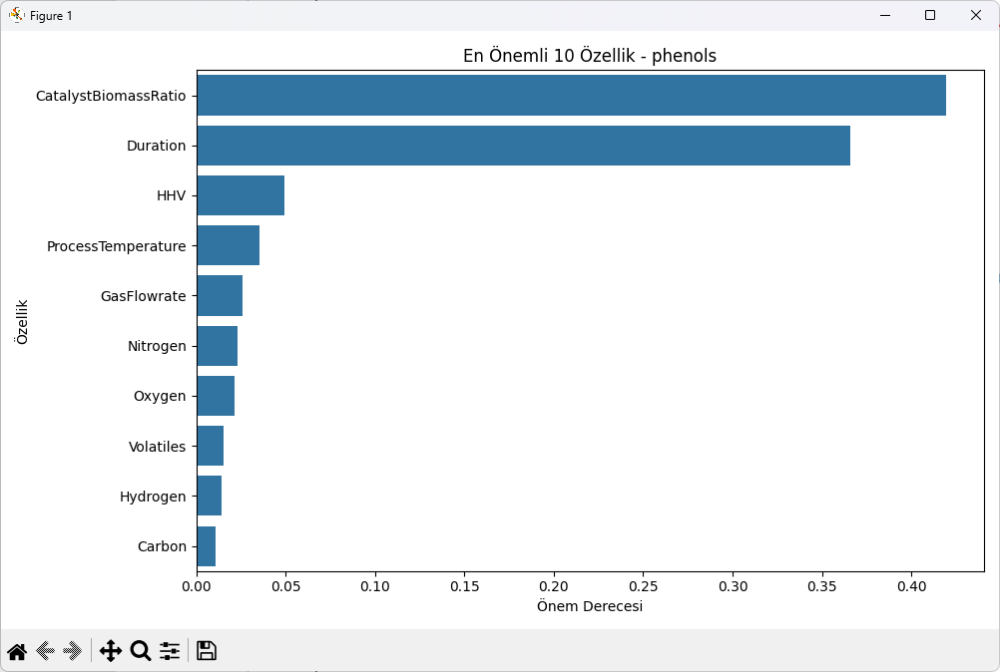 Figure 1
En Önemli 10 Özellik - phenols
CatalystBiomassRatio
Duration
HHV
ProcessTemperature
GasFlowrate
Nitrogen
Oxygen
Volatiles
Hydrogen
Carbon
Özellik
0.00 0.05 0.10 0.15 0.20 0.25 0.30 0.35 0.40
Önem Derecesi